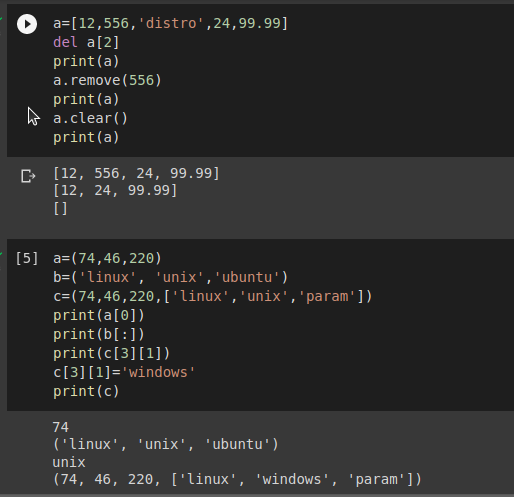 a=[12,556,'distro',24,99.99]
del a[2]
print(a)
a.remove(556)
print(a)
a.clear()
print(a)
[12, 556, 24, 99.99]
[12, 24, 99.99]
[]
[5] a=(74,46,220)
b=('linux', 'unix','ubuntu')
c=(74,46,220,['linux','unix','param'])
print(a[0])
print(b[:])
print(c[3][1])
c[3][1]='windows'
print(c)
74
('linux', 'unix', 'ubuntu')
unix
(74, 46, 220, ['linux', 'windows', 'param'])